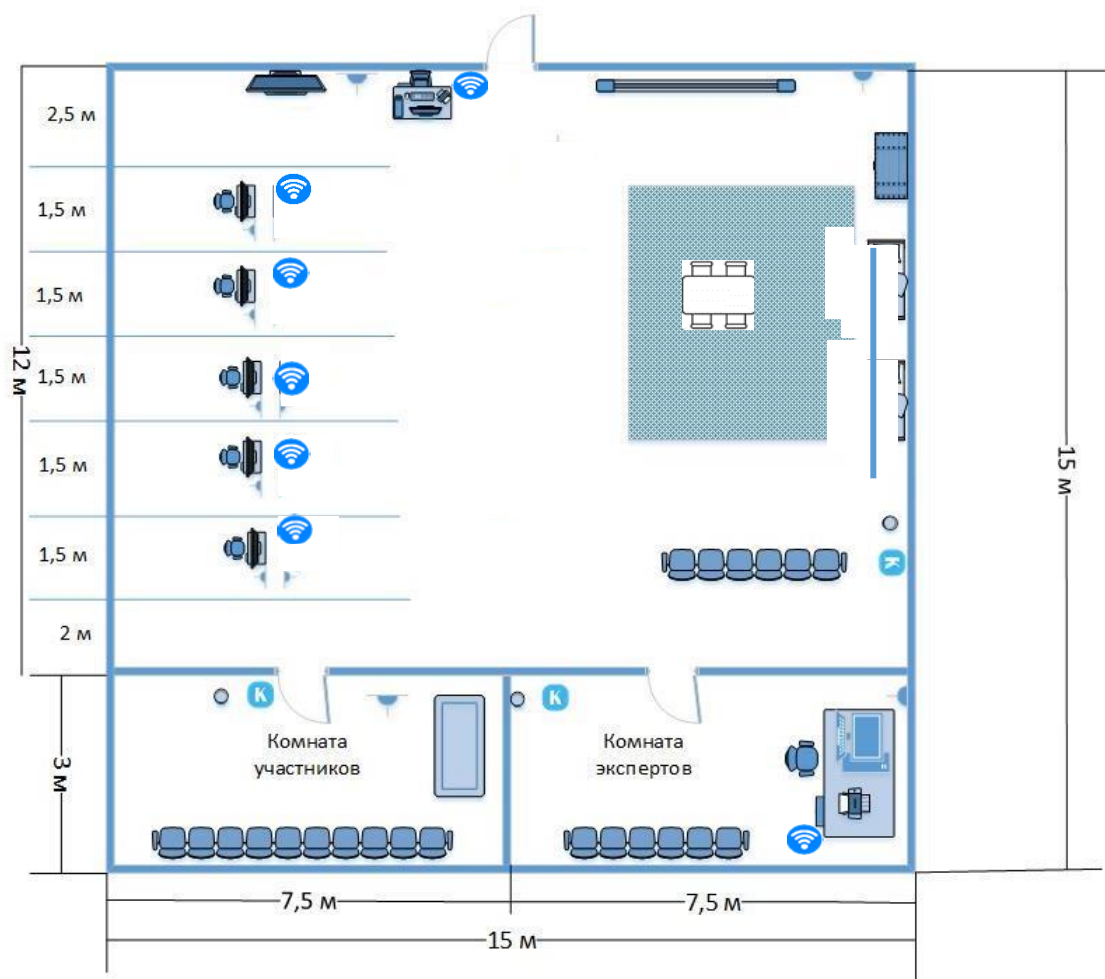 2,5 м
1,5 м
1,5 м
12 м
1,5 м
1,5 м
15 м
1,5 м
К
2 м
К
К
Комната
участников
Комната
экспертов
3 м
7,5 м
7,5 м
15 м